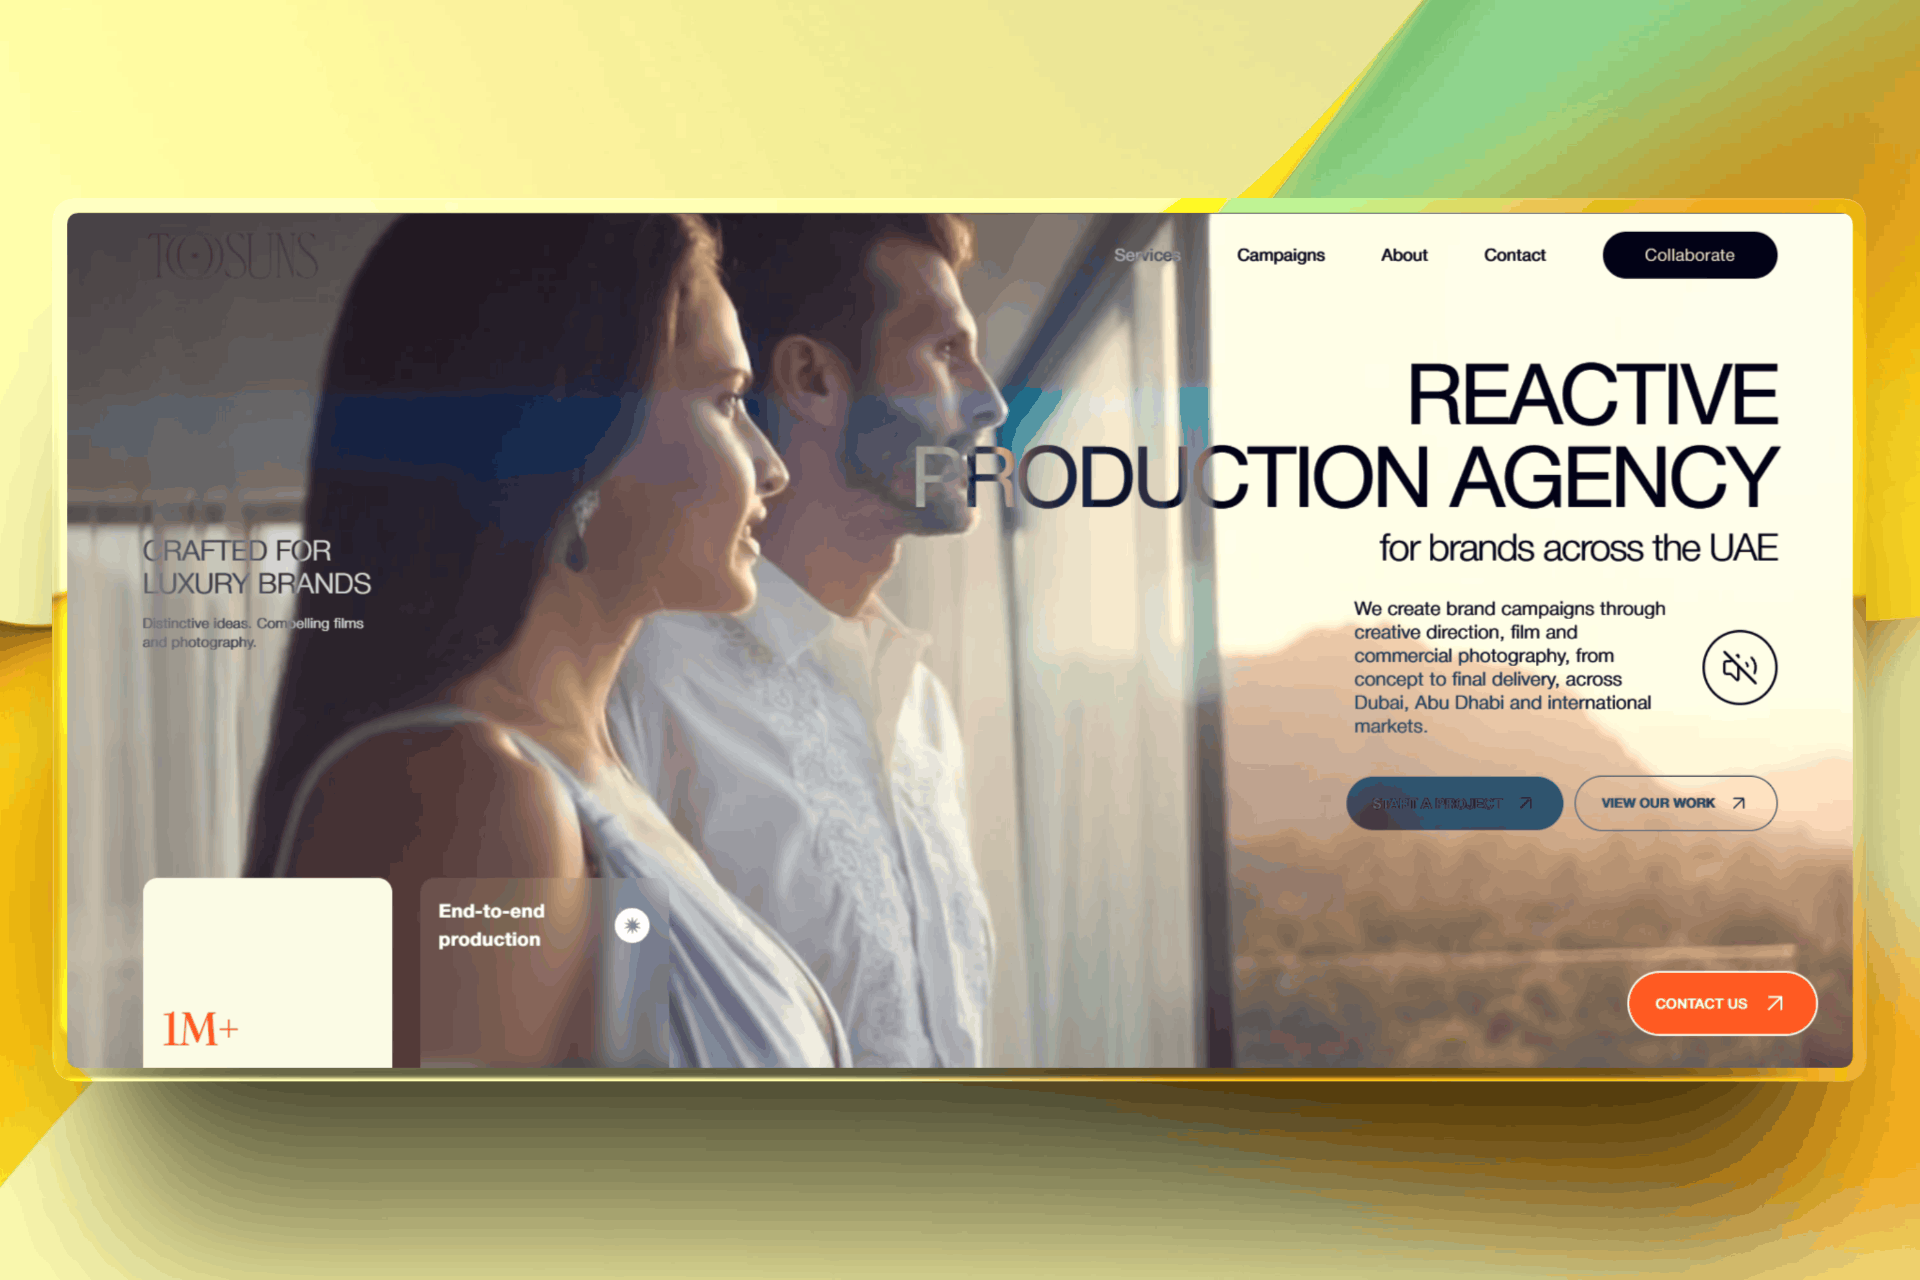 T(O)SUNS
Services
Campaigns
About
Contact
Collaborate
REACTIVE
PRODUCTION AGENCY
for brands across the UAE
CRAFTED FOR
LUXURY BRANDS
Distinctive ideas. Compelling films
and photography.
We create brand campaigns through
creative direction, film and
commercial photography, from
concept to final delivery, across
Dubai, Abu Dhabi and international
markets.
START A PROJECT
VIEW OUR WORK
End-to-end
production
1M+
CONTACT US